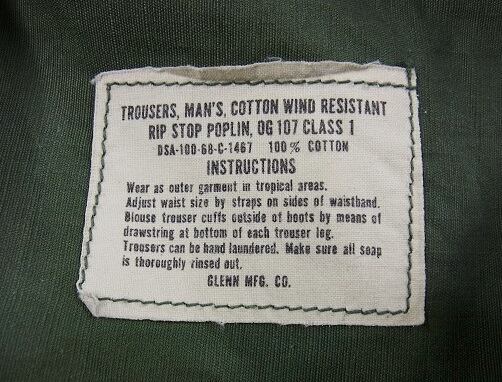 TROUSERS, MAN'S, COTTON WIND RESISTANT
RIP STOP POPLIN, OG 107 CLASS 1
DSA-100-68-C-1467 100% COTTON
INSTRUCTIONS
Wear as outer garment in tropical areas.
Adjust waist size by straps on sides of waistband.
Blouse trouser cuffs outside of boots by means of
drawstring at bottom of each trouser leg.
Trousers can be hand laundered. Make sure all soap
is thoroughly rinsed out.
GLENN MFG. CO.